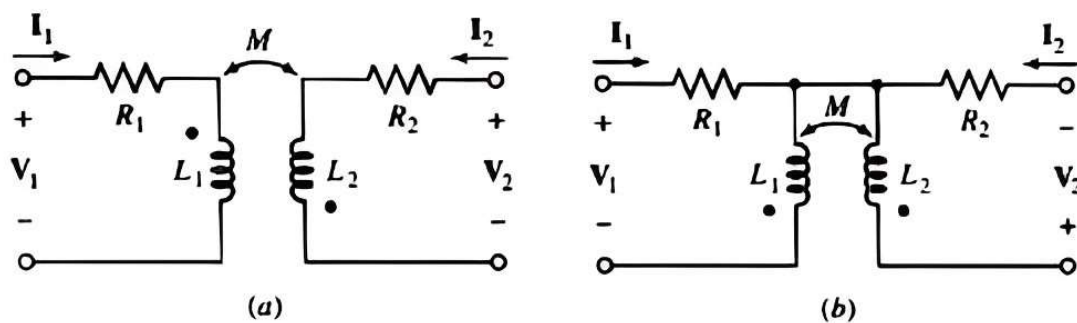 I₁ M I₂ I₁ I₂
R₁ R₂ R₁ M R₂
+ + + −
V₁ L₁ L₂ V₂ V₁ L₁ L₂ V₂
− − − +
(a) (b)